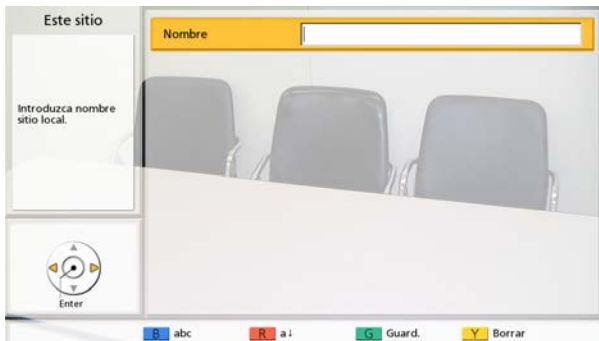 Este sitio
Nombre
Introduzca nombre
sitio local.
Enter
B abc R a↓ G Guard. Y Borrar